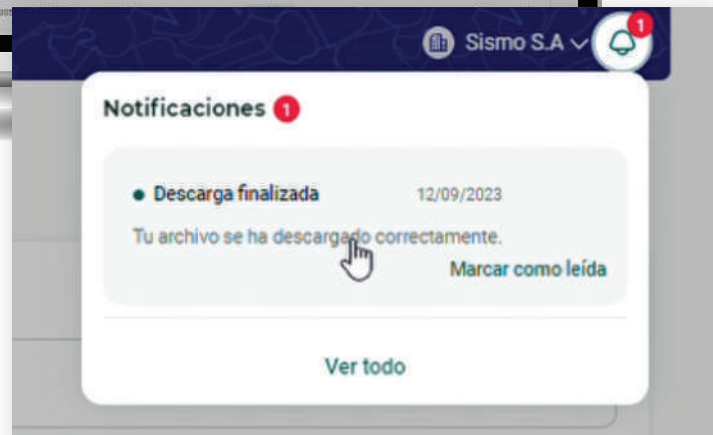 Sismo S.A
1
Notificaciones 1
Descarga finalizada 12/09/2023
Tu archivo se ha descargado correctamente.
Marcar como leída
Ver todo